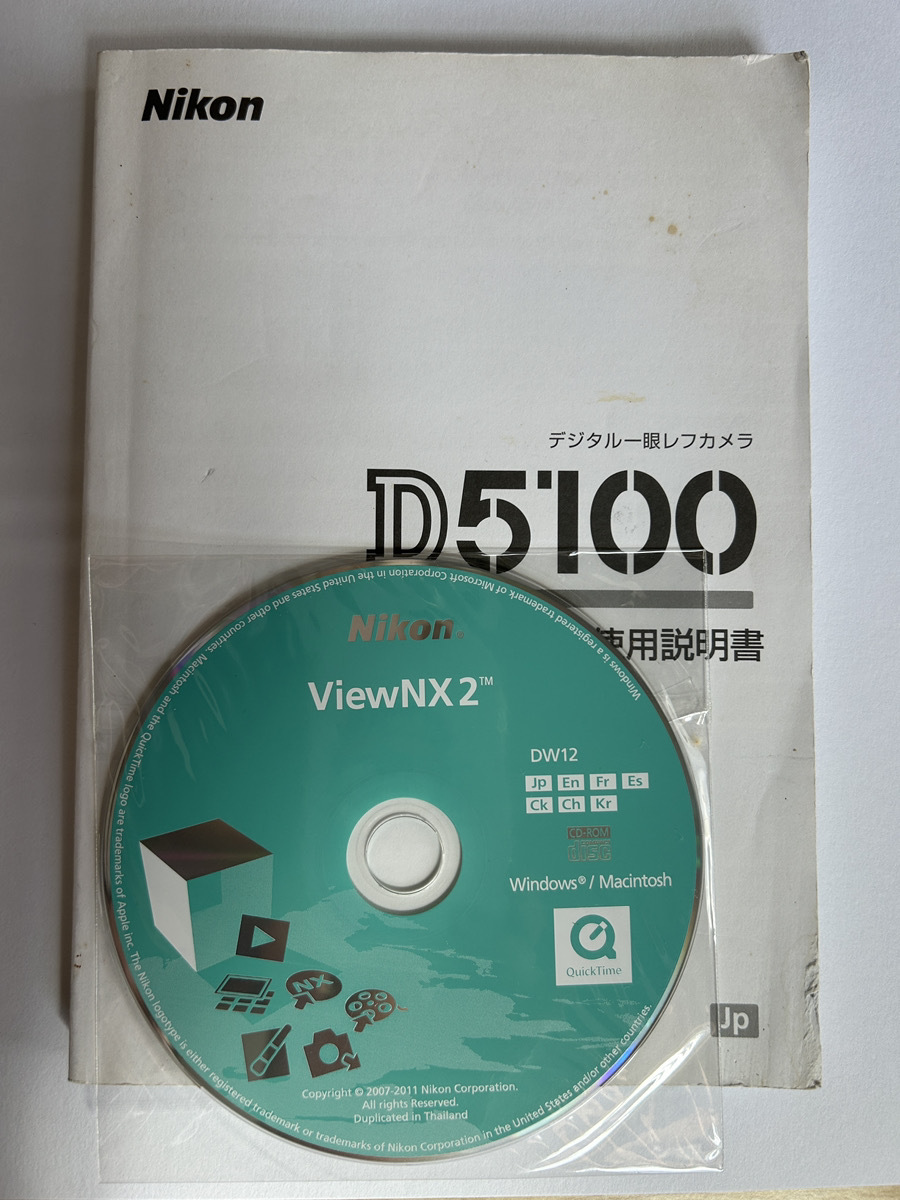 Nikon
デジタル一眼レフカメラ
D5100
使用説明書
Nikon®
ViewNX 2™
DW12
Jp En Fr Es
Ck Ch Kr
CD-ROM
disc
Windows® / Macintosh
QuickTime
NX
Copyright © 2007-2011 Nikon Corporation.
All rights Reserved.
Duplicated in Thailand
Windows is a registered trademark of Microsoft Corporation in the United States and other countries. Macintosh and the QuickTime logo are trademarks of Apple inc. The Nikon logotype is either registered trademark or trademarks of Nikon Corporation in the United States and/or other countries.
Jp